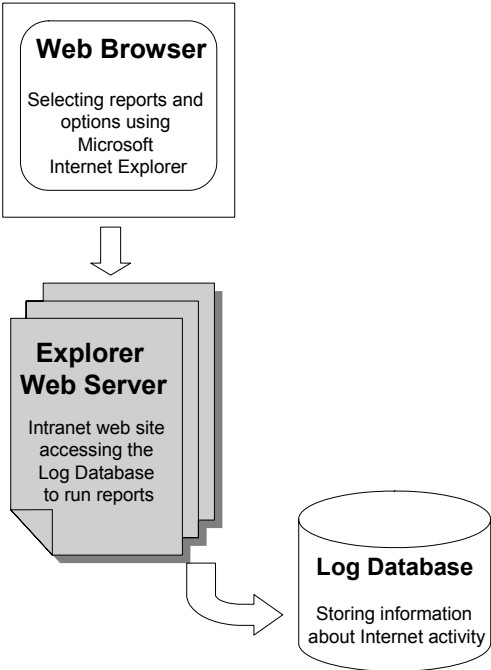 Web Browser
Selecting reports and
options using
Microsoft
Internet Explorer
Explorer
Web Server
Intranet web site
accessing the
Log Database
to run reports
Log Database
Storing information
about Internet activity